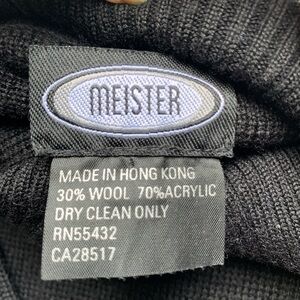 MEISTER
MADE IN HONG KONG
30% WOOL 70%ACRYLIC
DRY CLEAN ONLY
RN55432
CA28517